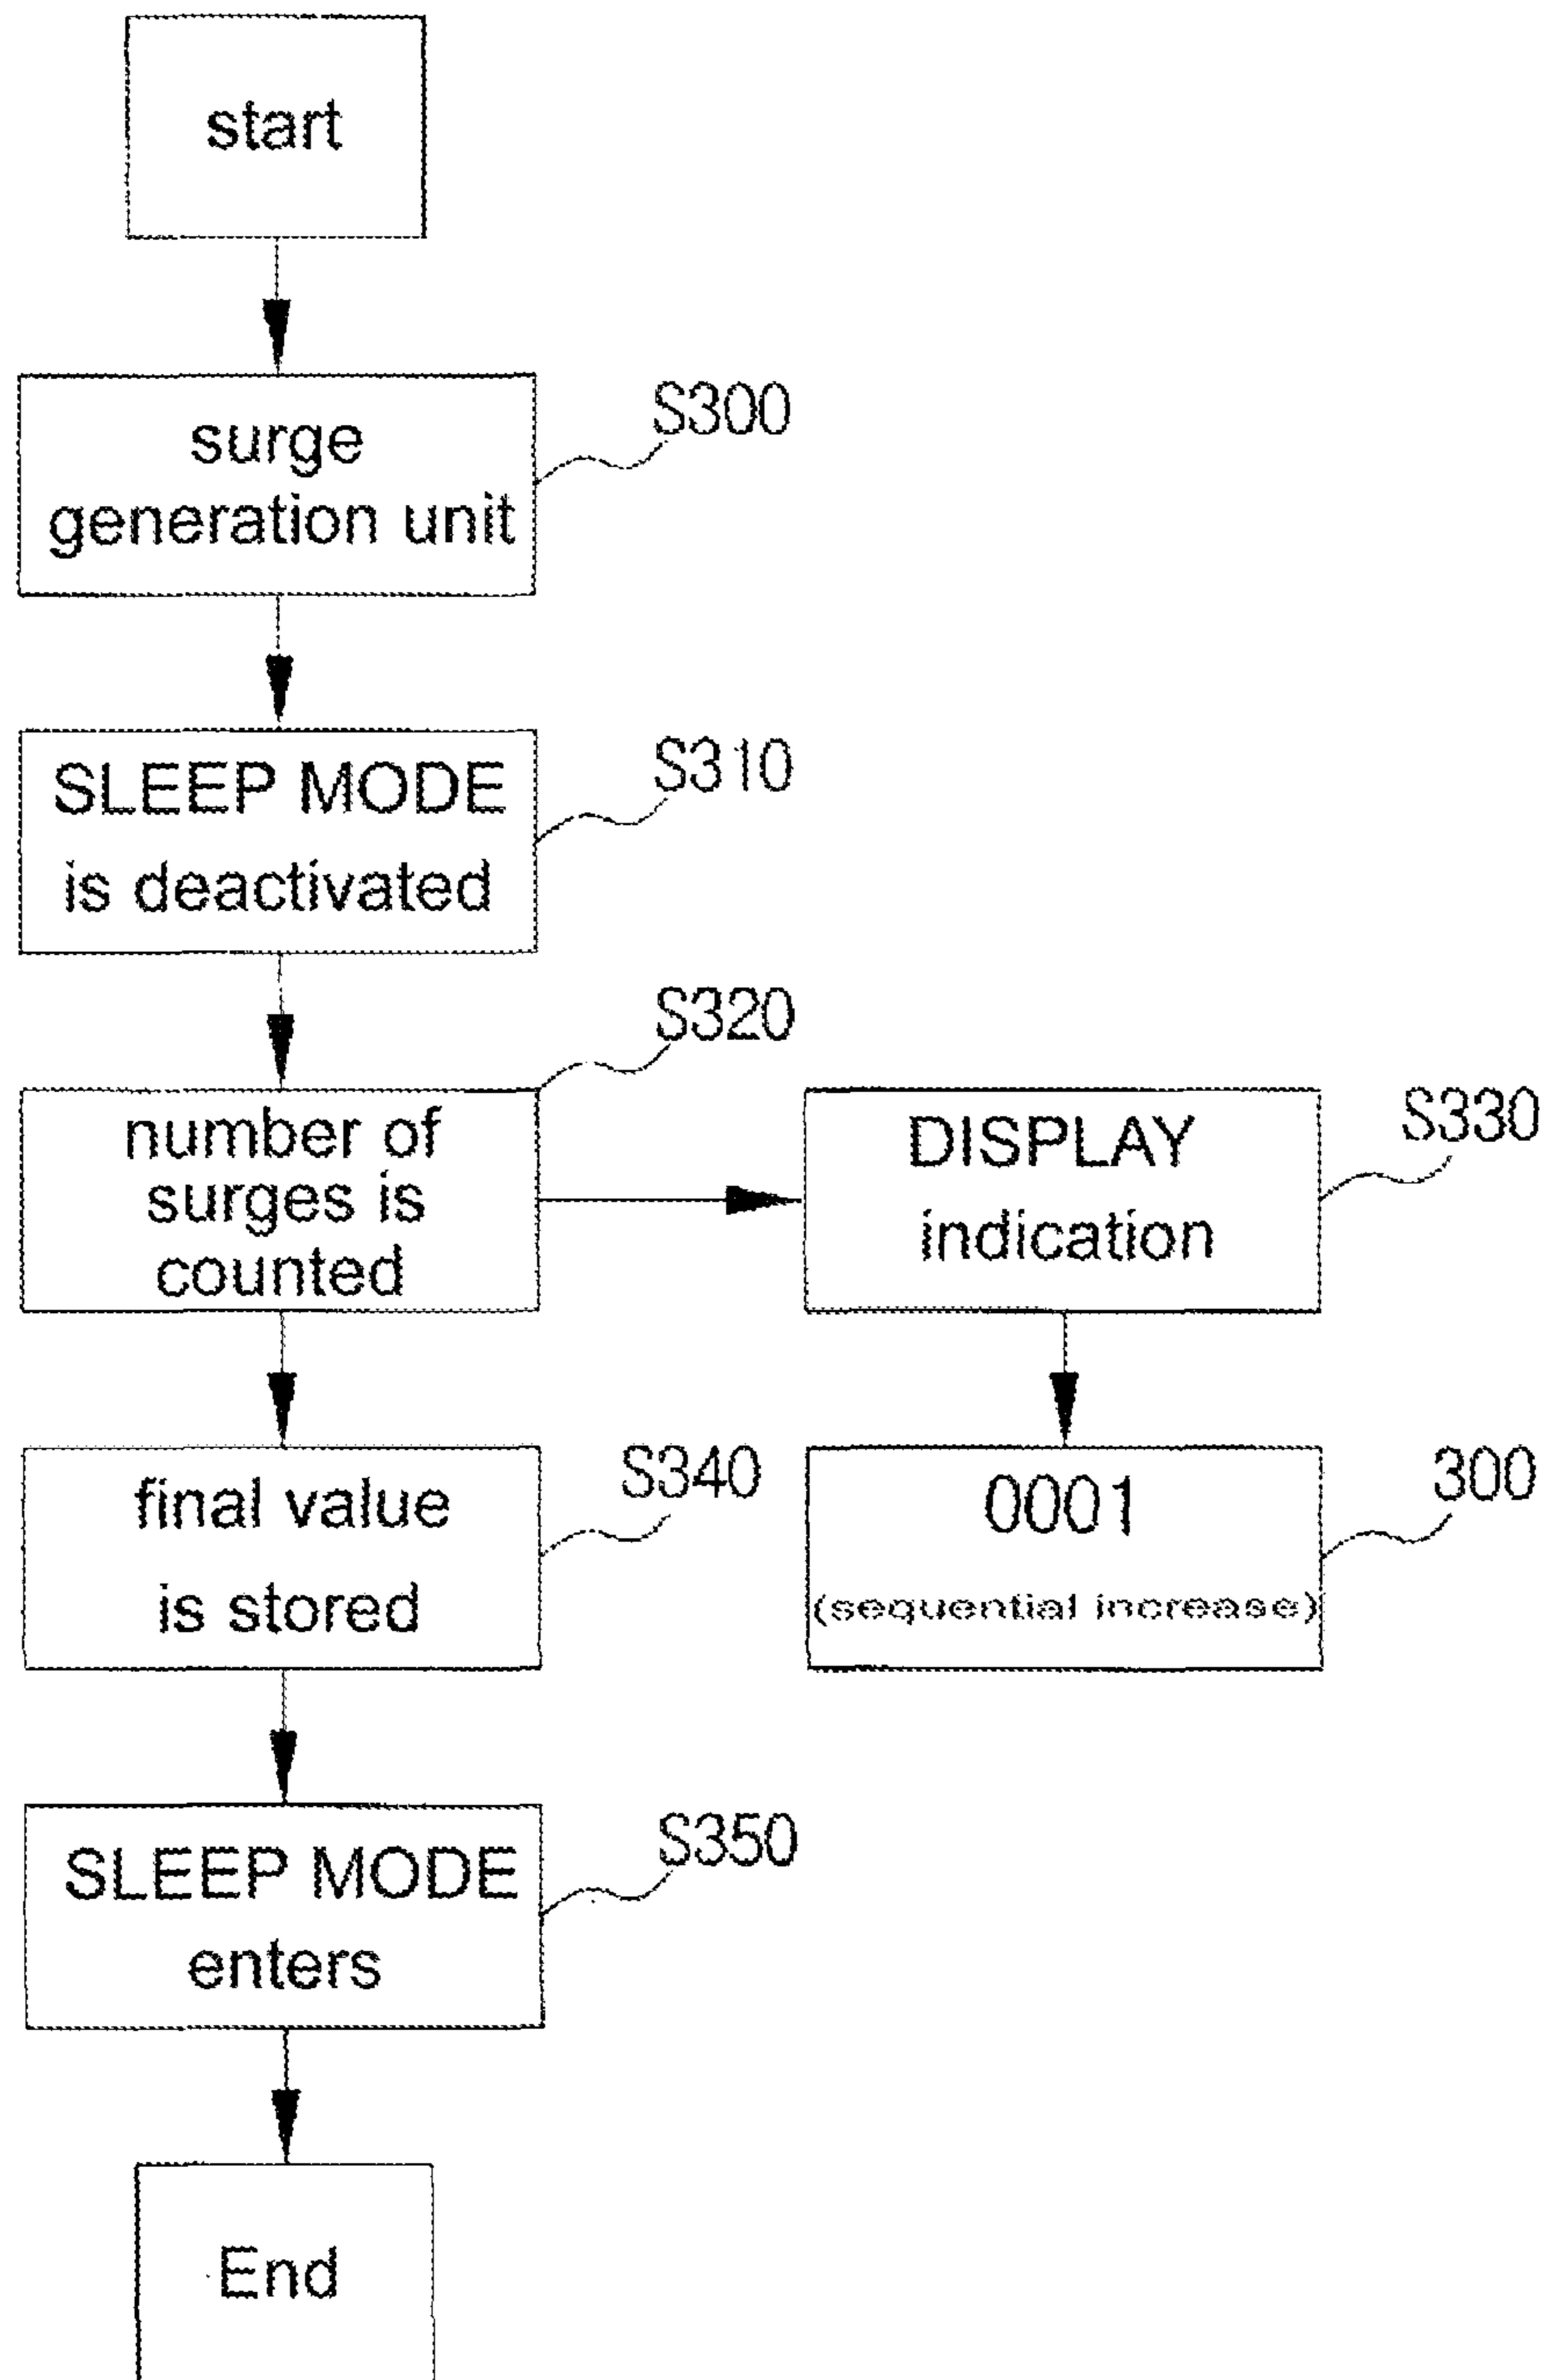 start
surge
generation unit
S300
SLEEP MODE
is deactivated
S310
number of
surges is
counted
S320
DISPLAY
indication
S330
final value
is stored
S340
0001
(sequential increase)
300
SLEEP MODE
enters
S350
End